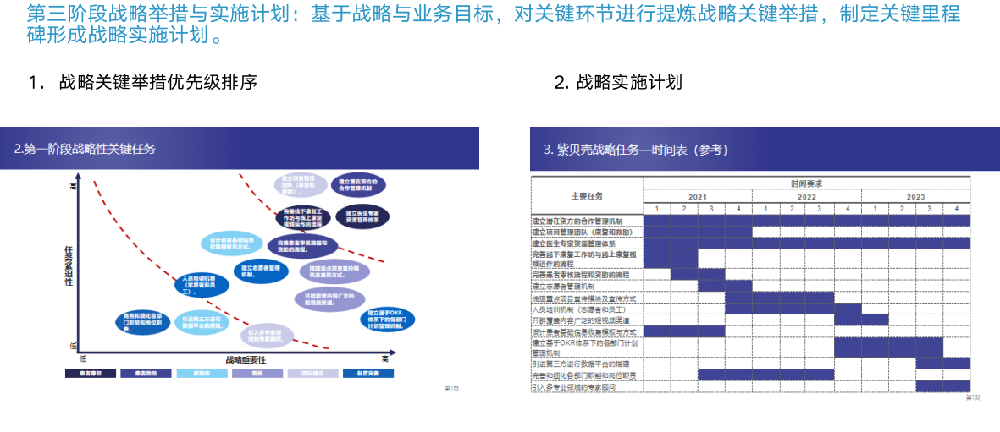 第三阶段战略举措与实施计划：基于战略与业务目标，对关键环节进行提炼战略关键举措，制定关键里程
碑形成战略实施计划。
1. 战略关键举措优先级排序
2. 战略实施计划
2.第一阶段战略性关键任务
高
任务紧迫性
低
建立项目管理
团队（康复和
救助）。
建立潜在资方的
合作管理机制
完善线下康复工
作坊与线上康复
视频运作的流程
建立医生专家
资源管理体系
设计患者基础信息
收集模板与方式。
完善患者审核流程和
资助的流程。
建立志愿者管理
机制。
梳理重点项目宣传模
块及宣传方式。
人员培训机制
（志愿者和员
工）。
开辟覆盖内容广泛的
短视频渠道。
完善和细化各部
门职能和岗位职
责。
引进第三方进行
数据平台的搭建。
建立基于OKR
体系下的各部门
计划管理机制。
引入多专业领
域的专家顾问。
低
战略重要性
高
患者康复
患者救助
数据库
宣传
团队建设
制度完善
第1页
3. 紫贝壳战略任务—时间表（参考）
主要任务
时间要求
2021 2022 2023
1 2 3 4 1 2 3 4 1 2 3 4
建立潜在资方的合作管理机制
建立项目管理团队（康复和救助）
建立医生专家资源管理体系
完善线下康复工作坊与线上康复视
频运作的流程
完善患者审核流程和资助的流程
建立志愿者管理机制
梳理重点项目宣传模块及宣传方式
人员培训机制（志愿者和员工）
开辟覆盖内容广泛的短视频渠道
设计患者基础信息收集模板与方式
建立基于OKR体系下的各部门计划
管理机制
引进第三方进行数据平台的搭建
完善和细化各部门职能和岗位职责
引入多专业领域的专家顾问
第1页